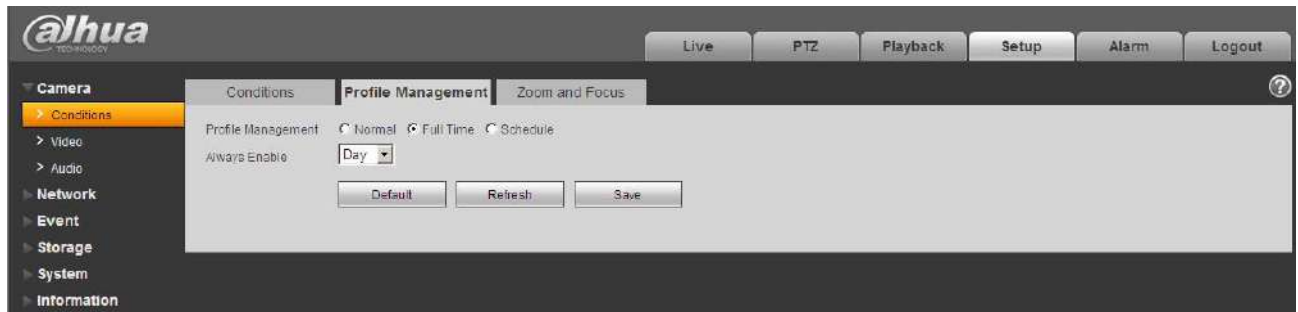 alhua
TECHNOLOGY
Live PTZ Playback Setup Alarm Logout
Camera
Conditions Profile Management Zoom and Focus
?
> Conditions
Profile Management Normal Full Time Schedule
> Video
Always Enable Day
> Audio
Default Refresh Save
Network
Event
Storage
System
Information